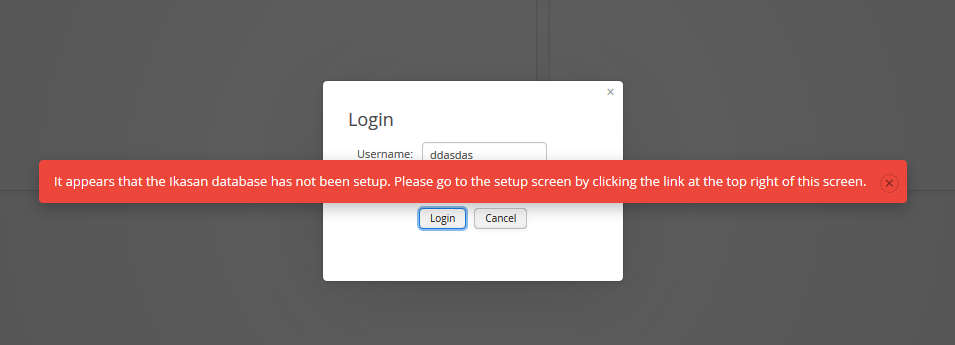 Login
Username: ddasdas
It appears that the Ikasan database has not been setup. Please go to the setup screen by clicking the link at the top right of this screen.
Login Cancel